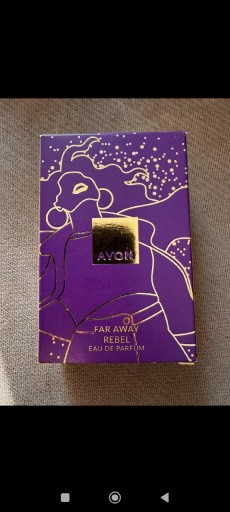 AVON
FAR AWAY
REBEL
EAU DE PARFUM